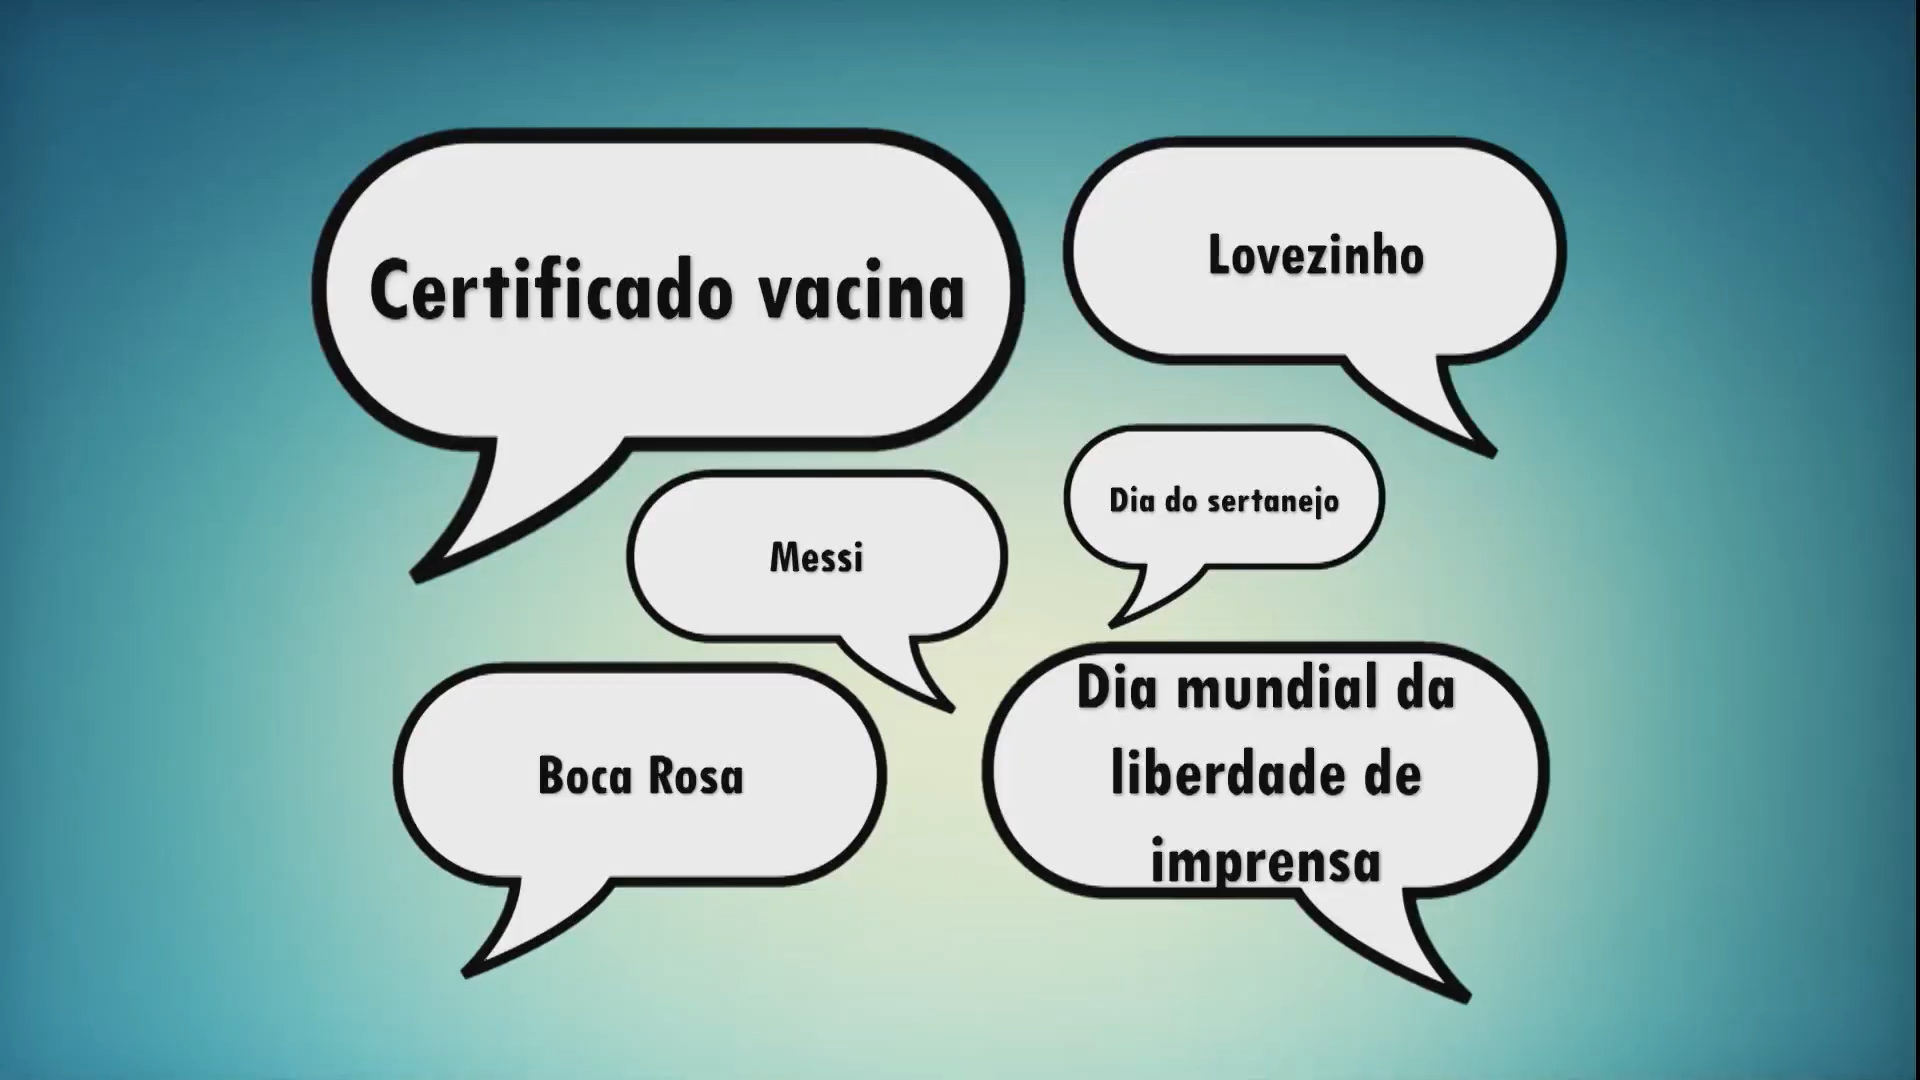 Certificado vacina
Lovezinho
Messi
Dia do sertanejo
Boca Rosa
Dia mundial da
liberdade de
imprensa